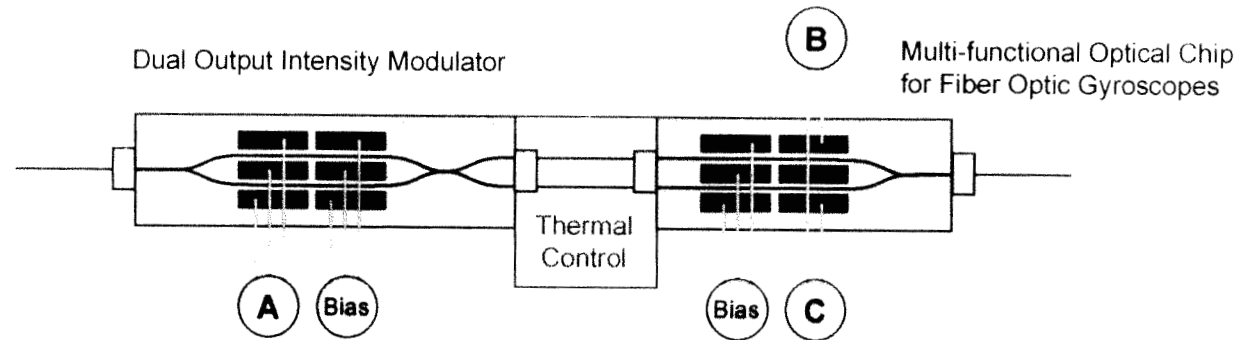 Dual Output Intensity Modulator
B
Multi-functional Optical Chip
for Fiber Optic Gyroscopes
Thermal
Control
A
Bias
Bias
C